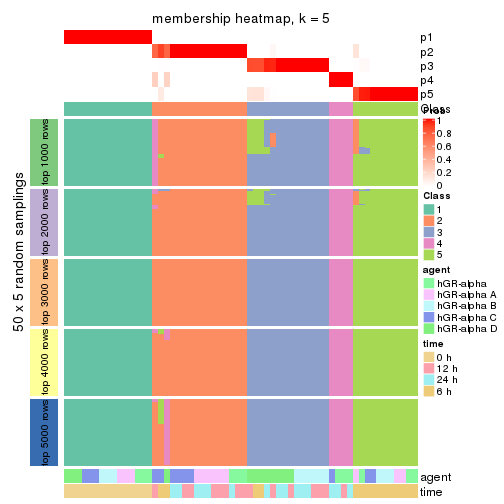 membership heatmap, k = 5
p1
p2
p3
p4
p5
Class
Prob
1
0.8
0.6
0.4
0.2
0
Class
1
2
3
4
5
agent
hGR-alpha
hGR-alpha A
hGR-alpha B
hGR-alpha C
hGR-alpha D
time
0 h
12 h
24 h
6 h
50 x 5 random samplings
top 1000 rows
top 2000 rows
top 3000 rows
top 4000 rows
top 5000 rows
agent
time